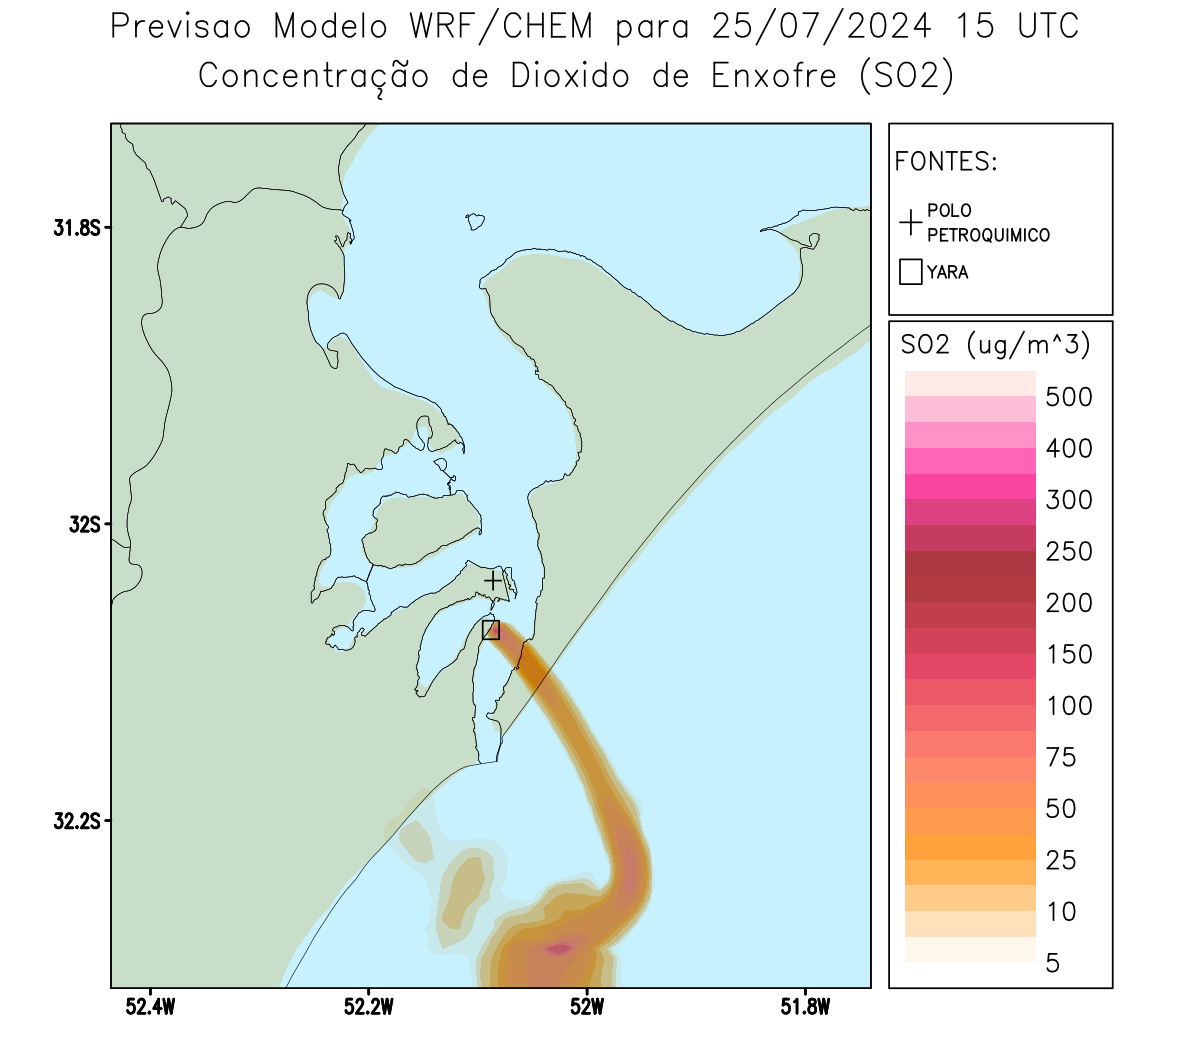 Previsao Modelo WRF/CHEM para 25/07/2024 15 UTC
Concentração de Dioxido de Enxofre (SO2)
FONTES:
POLO
PETROQUIMICO
YARA
SO2 (ug/m^3)
500
400
300
250
200
150
100
75
50
25
10
5
31.8S
32S
32.2S
52.4W
52.2W
52W
51.8W